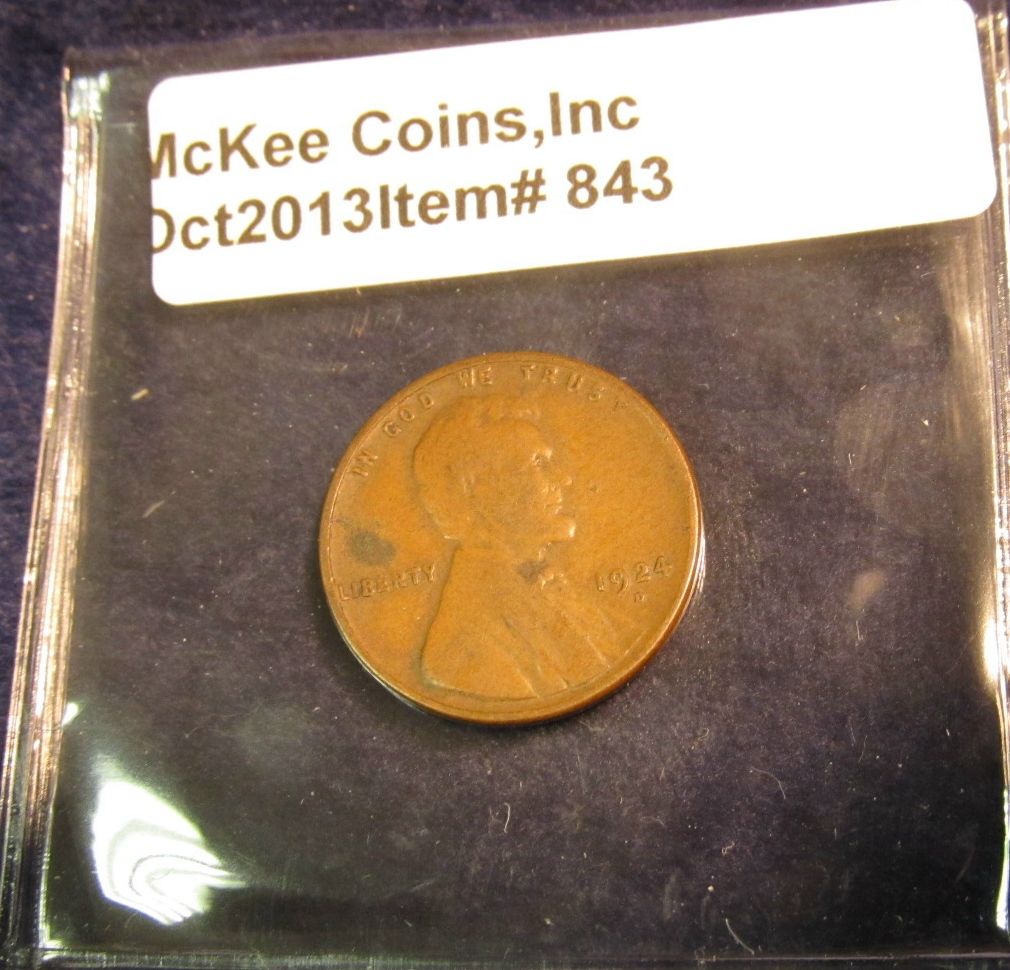 McKee Coins,Inc
Oct2013Item# 843
IN GOD WE TRUST
LIBERTY 1924
D